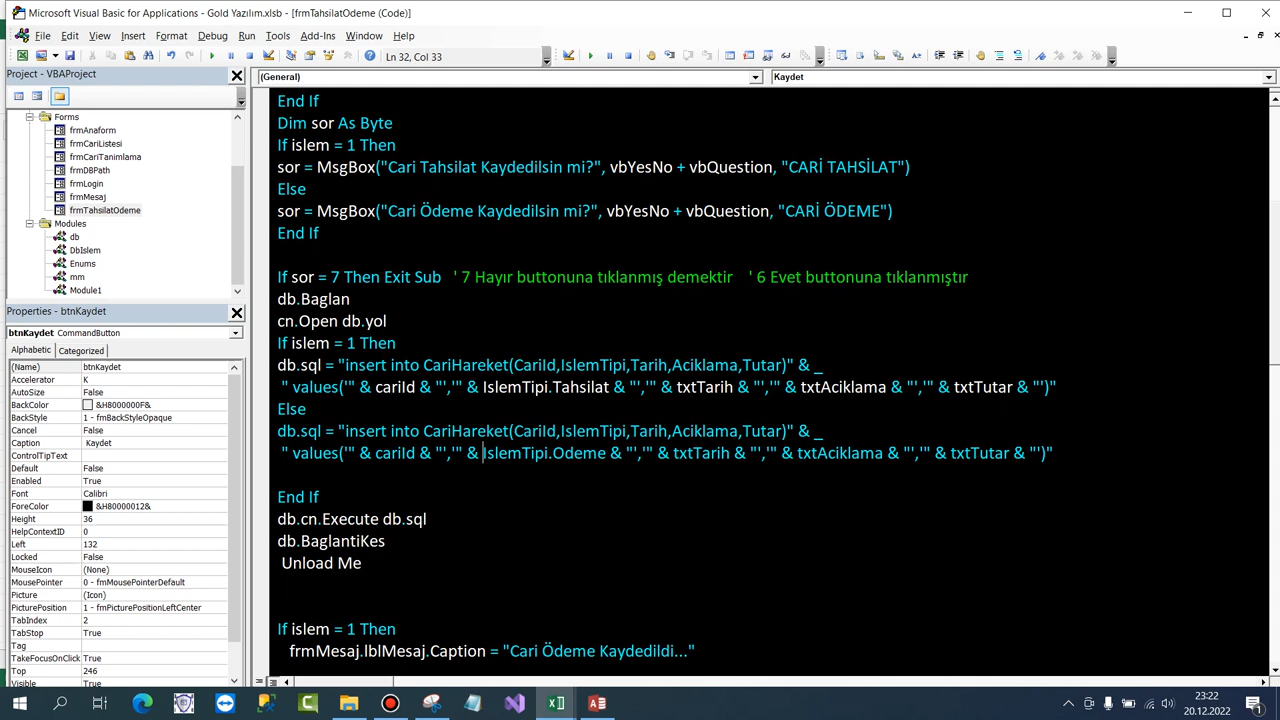 Microsoft Visual Basic for Applications - Gold Yazılım.xlsb - [frmTahsilatOdeme (Code)]
File Edit View Insert Format Debug Run Tools Add-Ins Window Help
Ln 32, Col 33
Project - VBAProject
(General)
Kaydet
Forms
frmAnaform
frmCariListesi
frmCariTanimlama
frmDBPath
frmLogin
frmMesaj
frmTahsilatOdeme
Modules
db
DbIslem
Enums
mm
Module1
Properties - btnKaydet
btnKaydet CommandButton
Alphabetic Categorized
(Name) btnKaydet
Accelerator K
AutoSize False
BackColor &H8000000F&
BackStyle 1 - fmBackStyleOpaque
Cancel False
Caption Kaydet
ControlTipText
Default False
Enabled True
Font Calibri
ForeColor &H80000012&
Height 36
HelpContextID 0
Left 132
Locked False
MouseIcon (None)
MousePointer 0 - fmMousePointerDefault
Picture (Icon)
PicturePosition 1 - fmPicturePositionLeftCenter
TabIndex 2
TabStop True
Tag
TakeFocusOnClick True
Top 246
Visible True
End If
Dim sor As Byte
If islem = 1 Then
sor = MsgBox("Cari Tahsilat Kaydedilsin mi?", vbYesNo + vbQuestion, "CARİ TAHSİLAT")
Else
sor = MsgBox("Cari Ödeme Kaydedilsin mi?", vbYesNo + vbQuestion, "CARİ ÖDEME")
End If
If sor = 7 Then Exit Sub ' 7 Hayır buttonuna tıklanmış demektir ' 6 Evet buttonuna tıklanmıştır
db.Baglan
cn.Open db.yol
If islem = 1 Then
db.sql = "insert into CariHareket(CariId,IslemTipi,Tarih,Aciklama,Tutar)" & _
" values('" & cariId & "','" & IslemTipi.Tahsilat & "','" & txtTarih & "','" & txtAciklama & "','" & txtTutar & "')"
Else
db.sql = "insert into CariHareket(CariId,IslemTipi,Tarih,Aciklama,Tutar)" & _
" values('" & cariId & "','" & IslemTipi.Odeme & "','" & txtTarih & "','" & txtAciklama & "','" & txtTutar & "')"
End If
db.cn.Execute db.sql
db.BaglantiKes
Unload Me
If islem = 1 Then
frmMesaj.lblMesaj.Caption = "Cari Ödeme Kaydedildi..."
23:22
20.12.2022